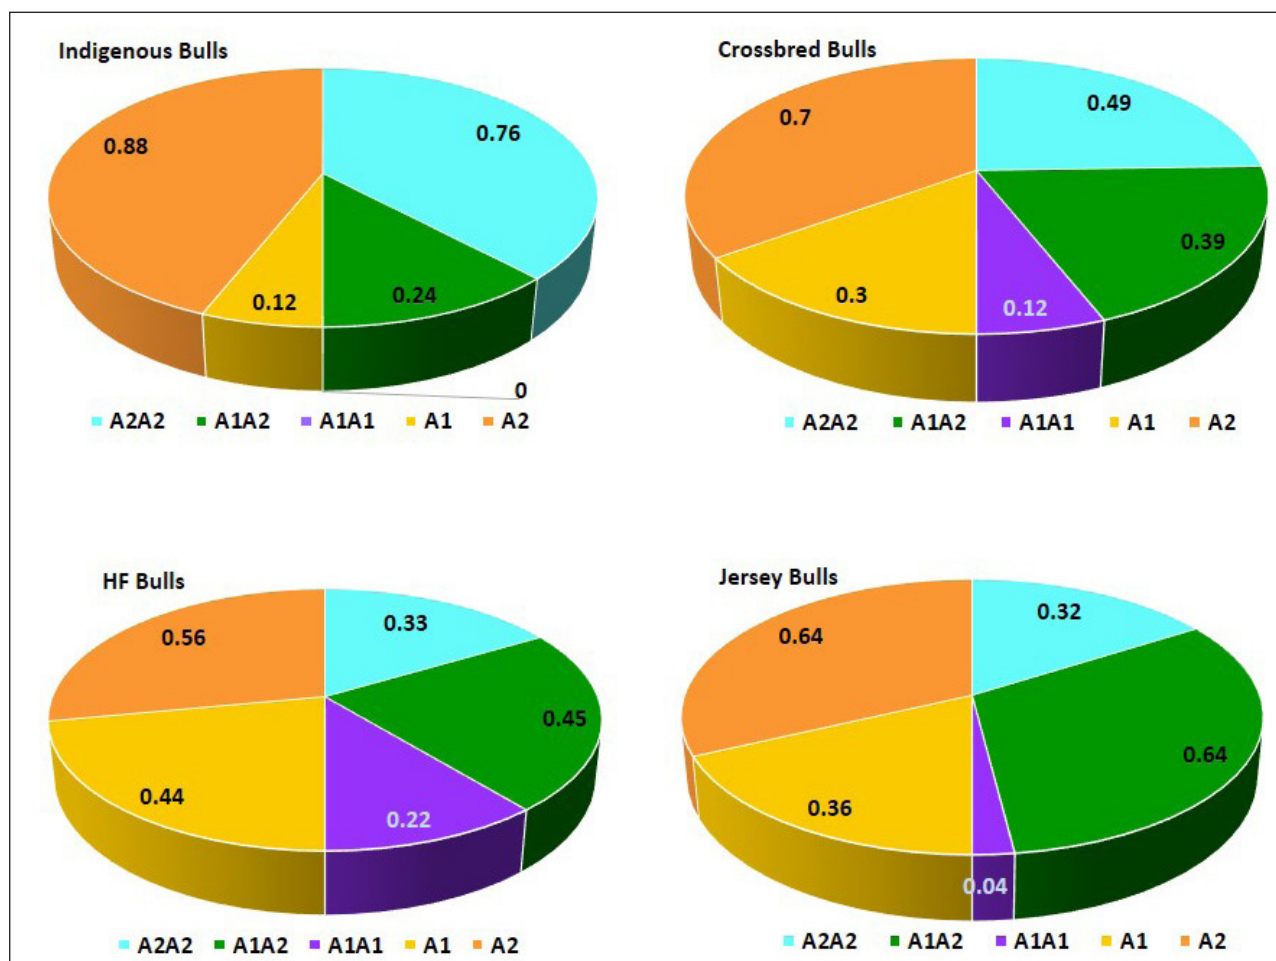 Indigenous Bulls
0.88
0.76
0.12
0.24
0
A2A2 A1A2 A1A1 A1 A2
Crossbred Bulls
0.7
0.49
0.39
0.3
0.12
A2A2 A1A2 A1A1 A1 A2
HF Bulls
0.56
0.33
0.45
0.44
0.22
A2A2 A1A2 A1A1 A1 A2
Jersey Bulls
0.64
0.32
0.64
0.36
0.04
A2A2 A1A2 A1A1 A1 A2